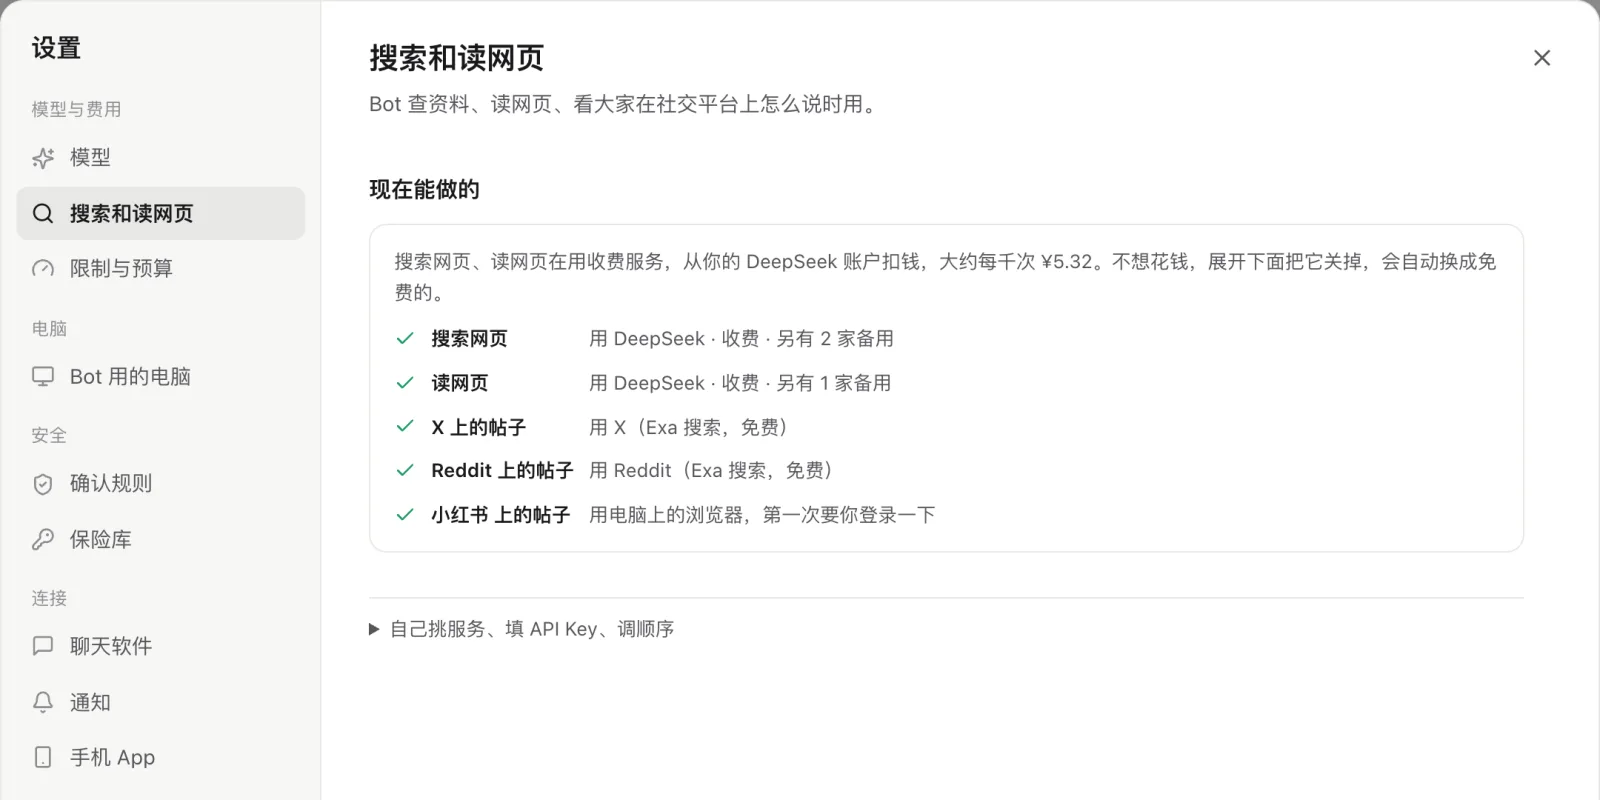 设置
模型与费用
模型
搜索和读网页
限制与预算
电脑
Bot 用的电脑
安全
确认规则
保险库
连接
聊天软件
通知
手机 App
搜索和读网页
Bot 查资料、读网页、看大家在社交平台上怎么说时用。
现在能做的
搜索网页、读网页在用收费服务，从你的 DeepSeek 账户扣钱，大约每千次 ¥5.32。不想花钱，展开下面把它关掉，会自动换成免
费的。
搜索网页 用 DeepSeek · 收费 · 另有 2 家备用
读网页 用 DeepSeek · 收费 · 另有 1 家备用
X 上的帖子 用 X（Exa 搜索，免费）
Reddit 上的帖子 用 Reddit（Exa 搜索，免费）
小红书 上的帖子 用电脑上的浏览器，第一次要你登录一下
自己挑服务、填 API Key、调顺序